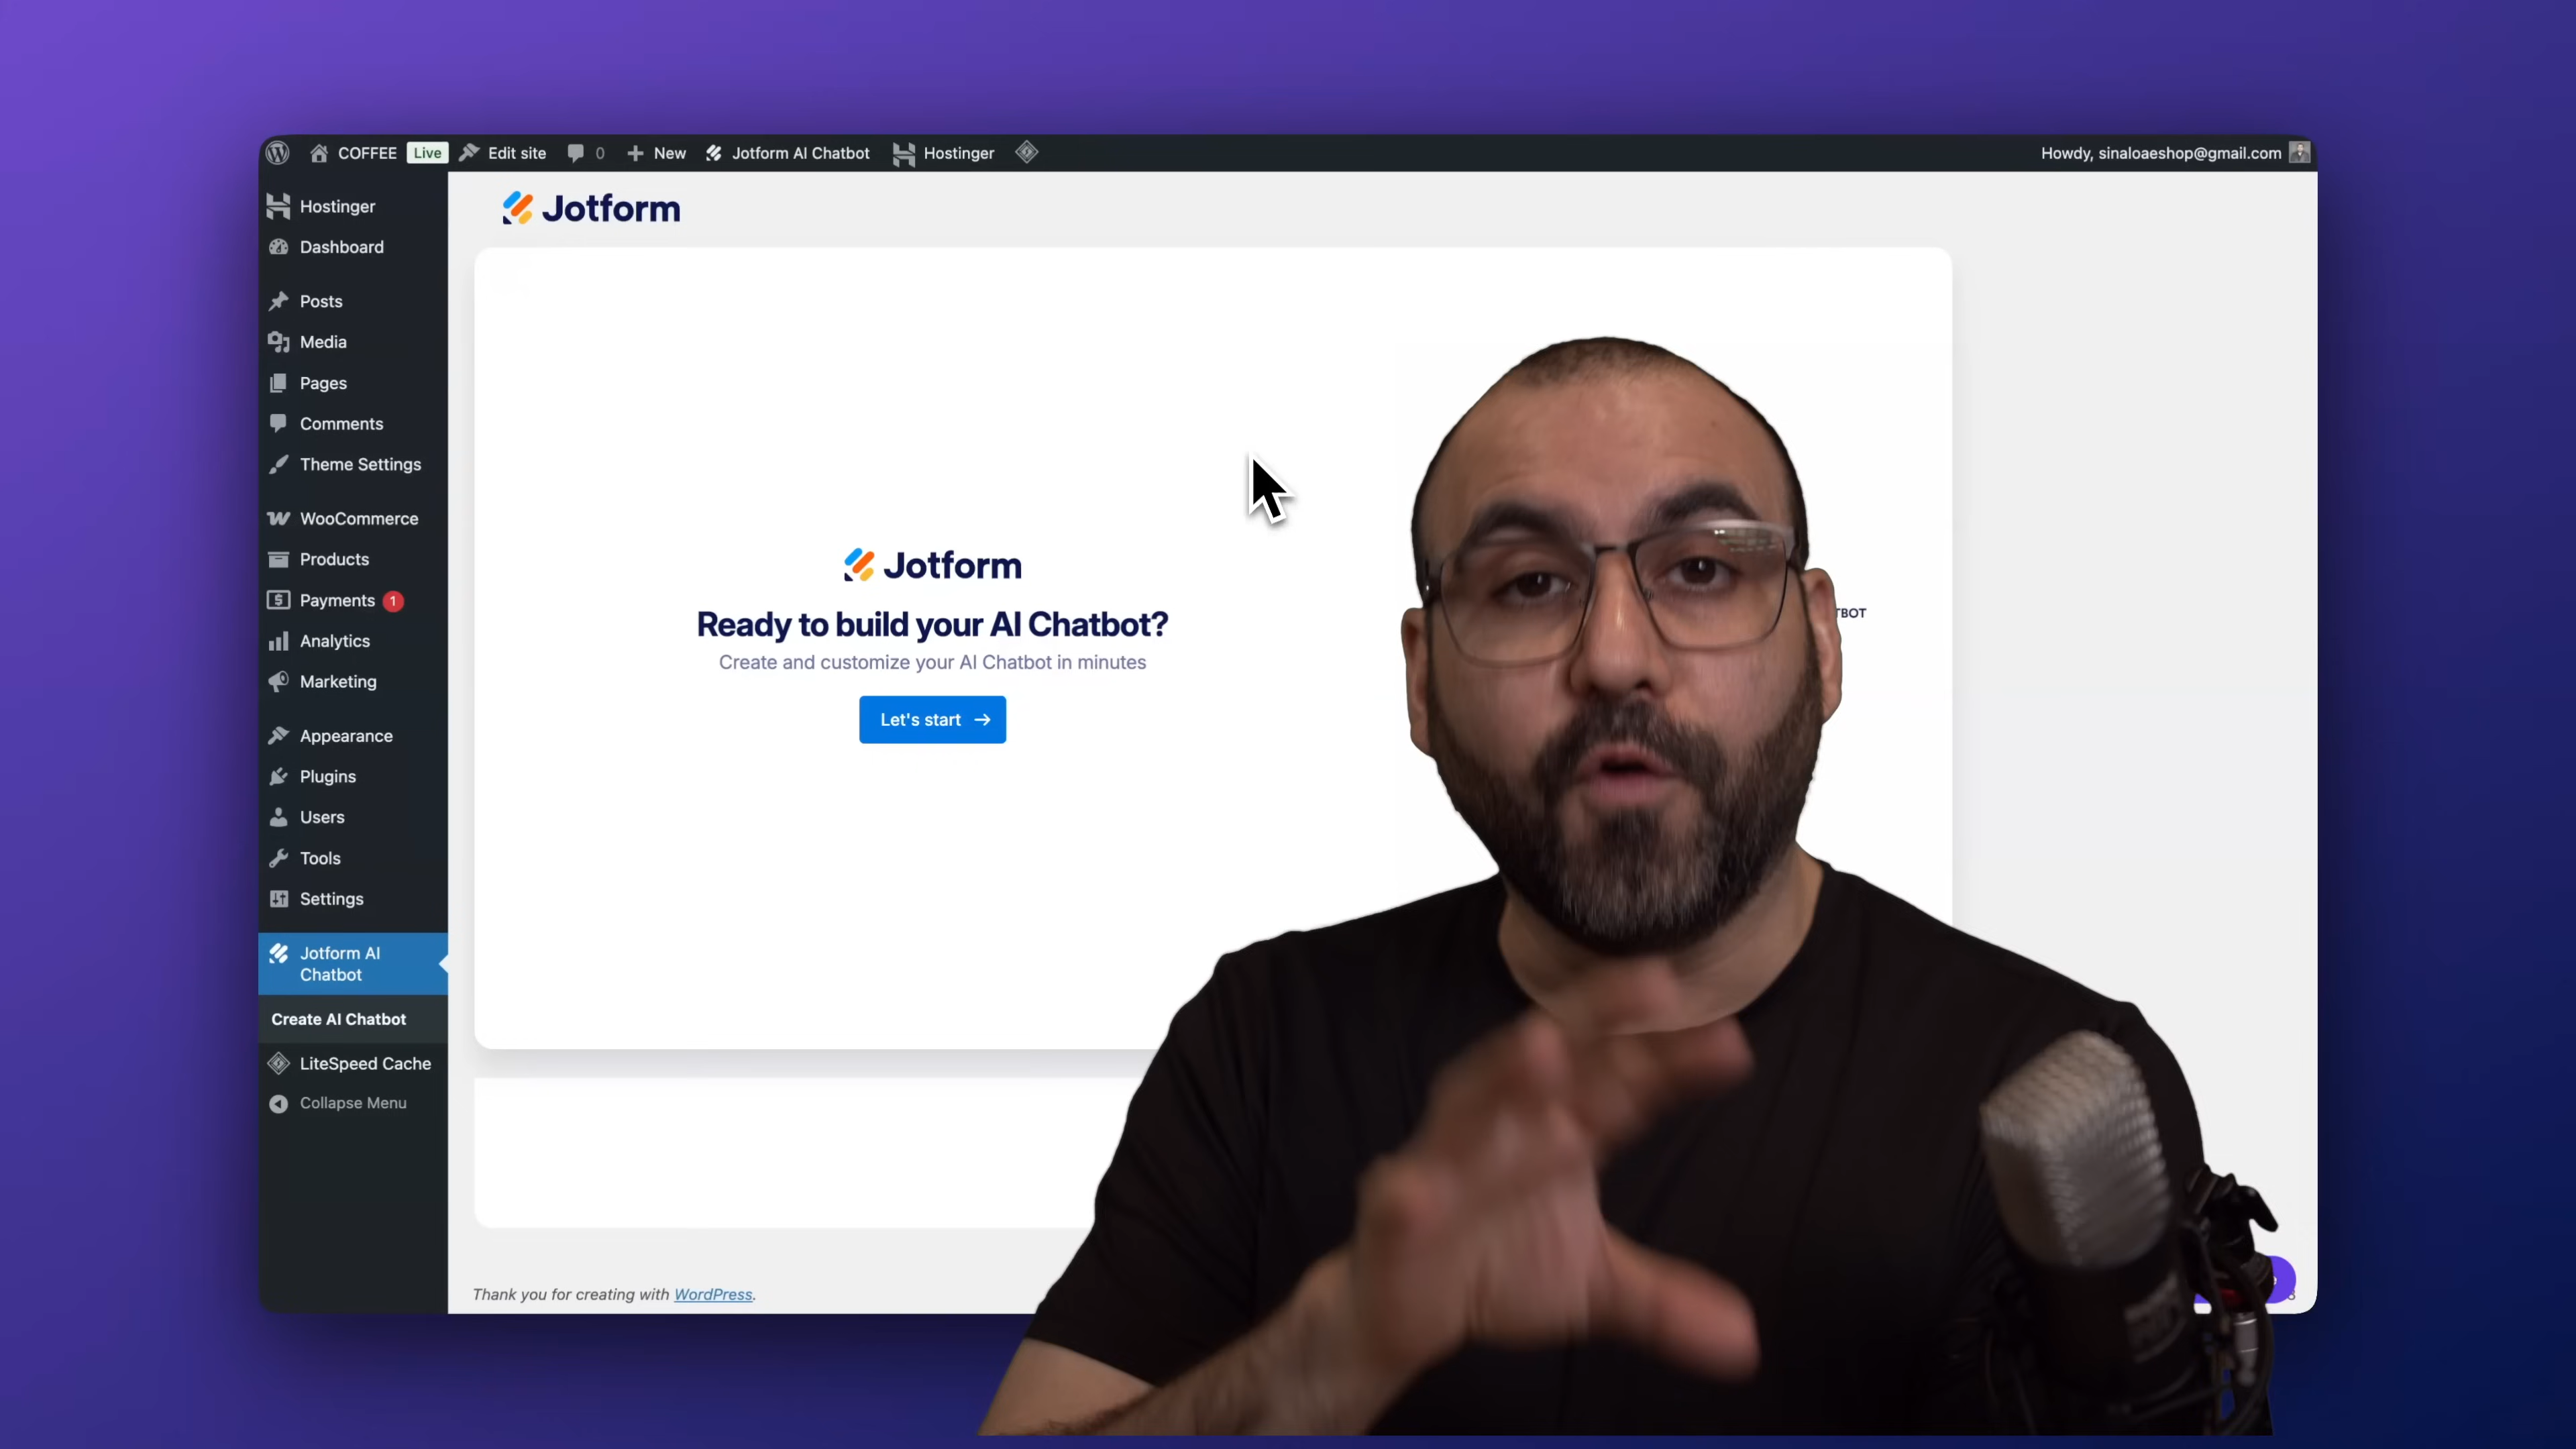 COFFEE Live Edit site 0 New Jotform AI Chatbot Hostinger Howdy, sinaloaeshop@gmail.com
Hostinger
Dashboard
Posts
Media
Pages
Comments
Theme Settings
WooCommerce
Products
Payments 1
Analytics
Marketing
Appearance
Plugins
Users
Tools
Settings
Jotform AI
Chatbot
Create AI Chatbot
LiteSpeed Cache
Collapse Menu
Jotform
Jotform
Ready to build your AI Chatbot?
Create and customize your AI Chatbot in minutes
Let's start
TBOT
Thank you for creating with WordPress.